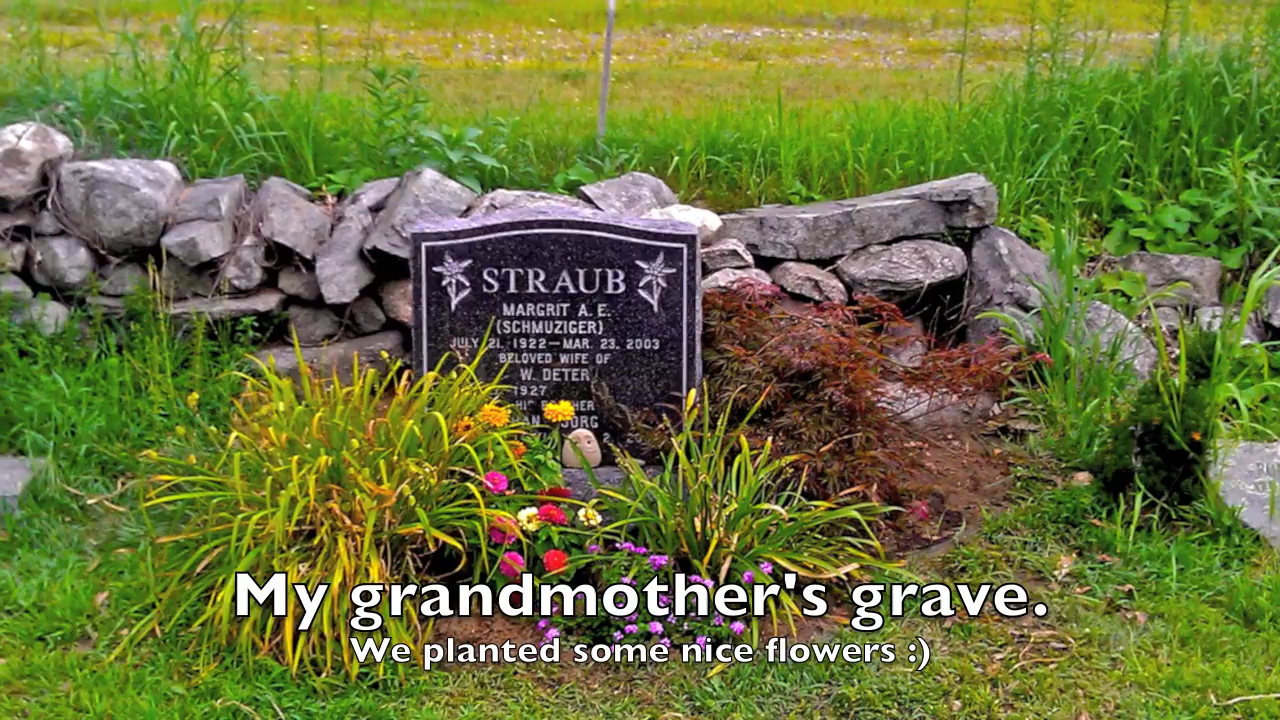 STRAUB
MARGRIT A. E.
(SCHMUZIGER)
JULY 21, 1922 — MAR. 23, 2003
BELOVED WIFE OF
W. DETER
1927
My grandmother's grave.
We planted some nice flowers :)